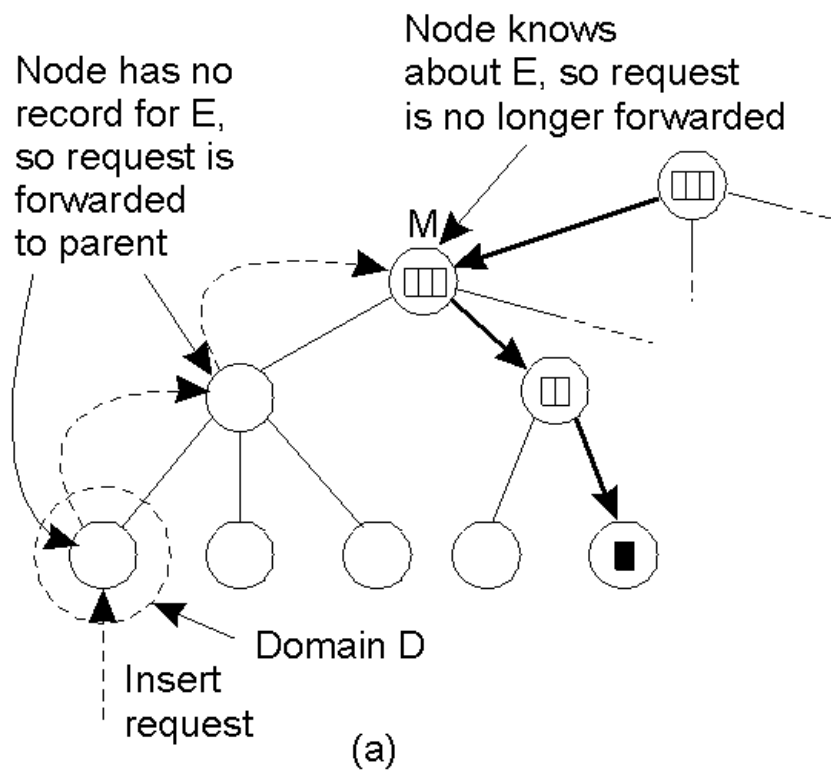 Node has no
record for E,
so request is
forwarded
to parent
Node knows
about E, so request
is no longer forwarded
M
Domain D
Insert
request
(a)